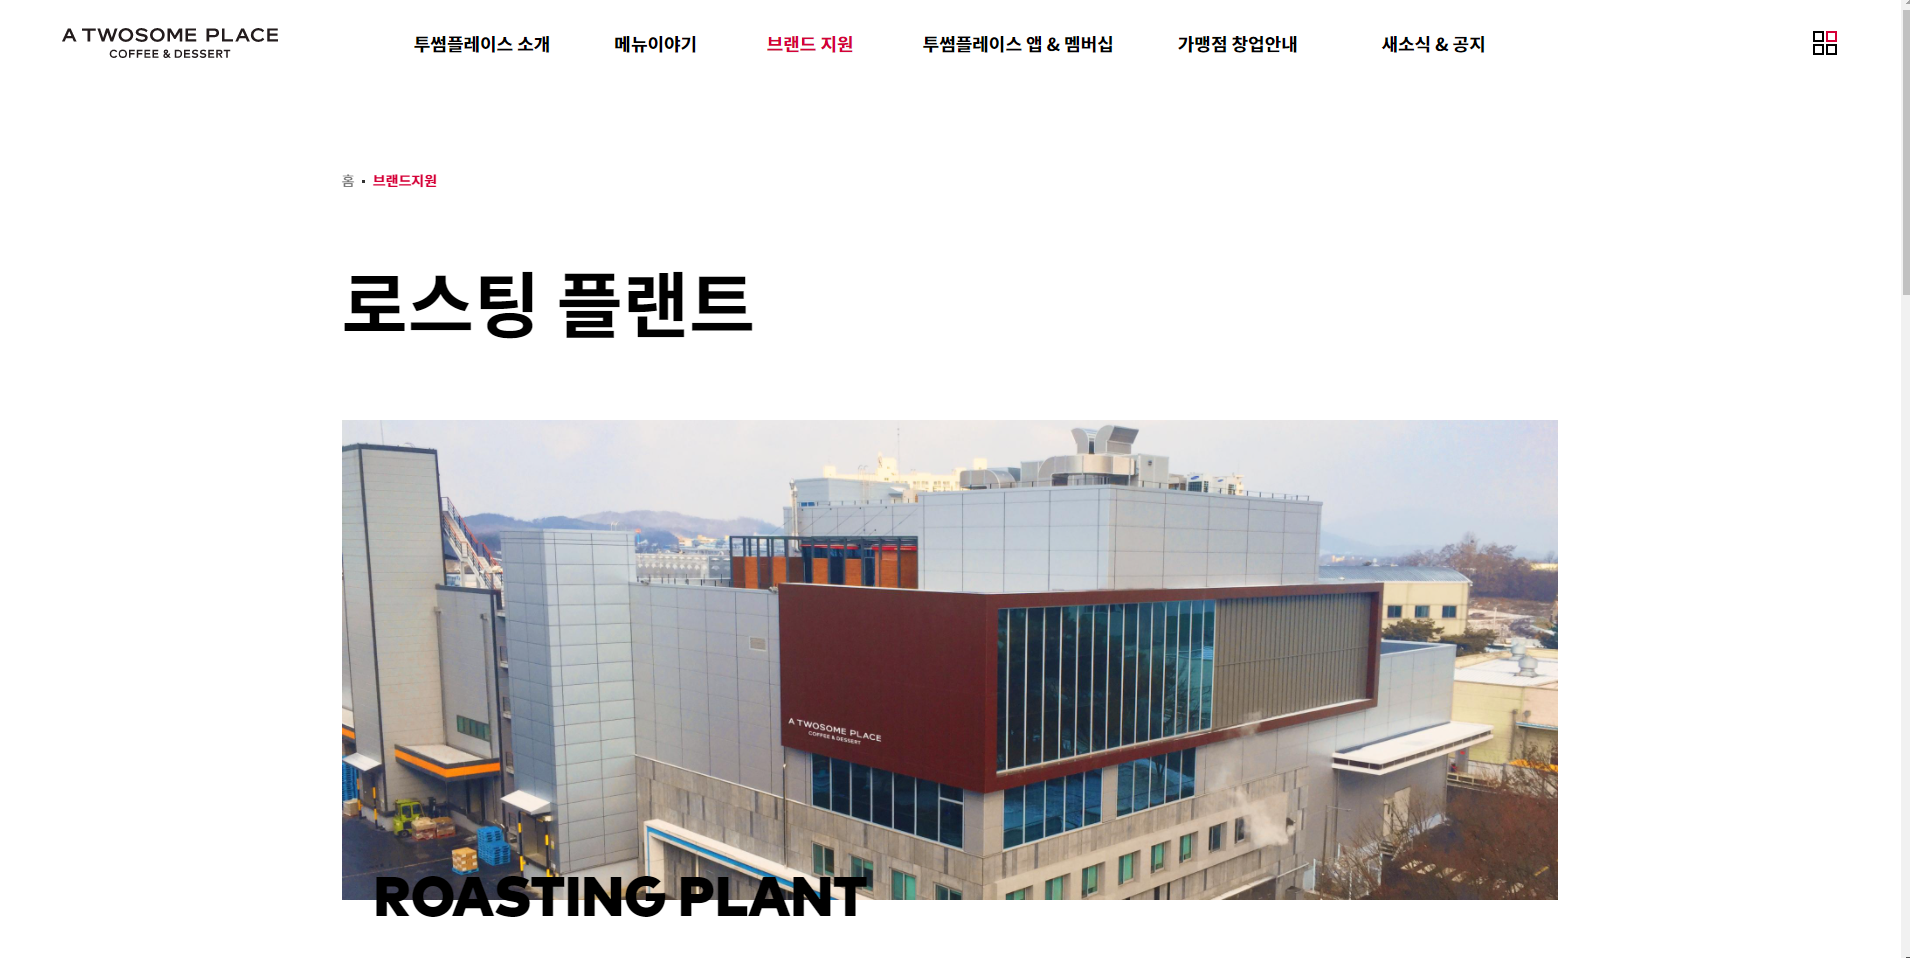 A TWOSOME PLACE
COFFEE & DESSERT
투썸플레이스 소개
메뉴이야기
브랜드 지원
투썸플레이스 앱 & 멤버십
가맹점 창업안내
새소식 & 공지
홈 ▪ 브랜드지원
로스팅 플랜트
A TWOSOME PLACE
COFFEE & DESSERT
ROASTING PLANT